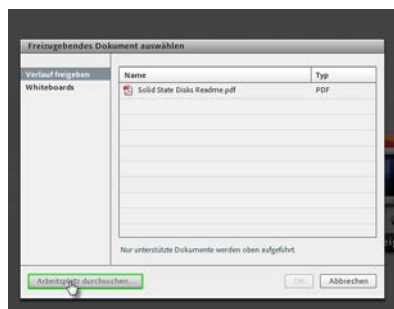 Freizugebendes Dokument auswählen
Verlauf freigeben
Whiteboards
Name Typ
Solid State Disks Readme.pdf PDF
Nur unterstützte Dokumente werden oben aufgeführt.
Arbeitsplatz durchsuchen... OK Abbrechen